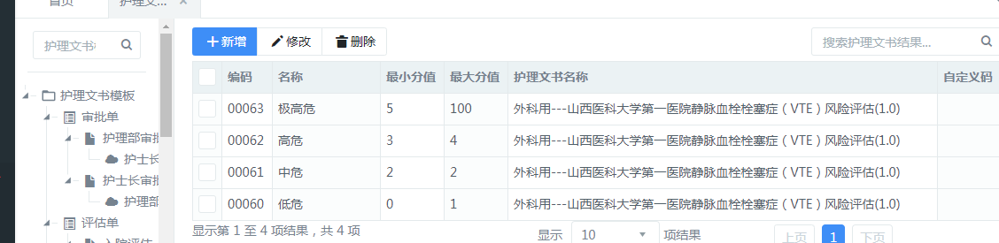 首页 护理文... ×
护理文书
新增 修改 删除
搜索护理文书结果...
编码 名称 最小分值 最大分值 护理文书名称 自定义码
00063 极高危 5 100 外科用---山西医科大学第一医院静脉血栓栓塞症（VTE）风险评估(1.0)
00062 高危 3 4 外科用---山西医科大学第一医院静脉血栓栓塞症（VTE）风险评估(1.0)
00061 中危 2 2 外科用---山西医科大学第一医院静脉血栓栓塞症（VTE）风险评估(1.0)
00060 低危 0 1 外科用---山西医科大学第一医院静脉血栓栓塞症（VTE）风险评估(1.0)
显示第 1 至 4 项结果，共 4 项
显示 10 项结果
上页 1 下页
护理文书模板
审批单
护理部审批
护士长
护士长审批
护理部
评估单
入院评估